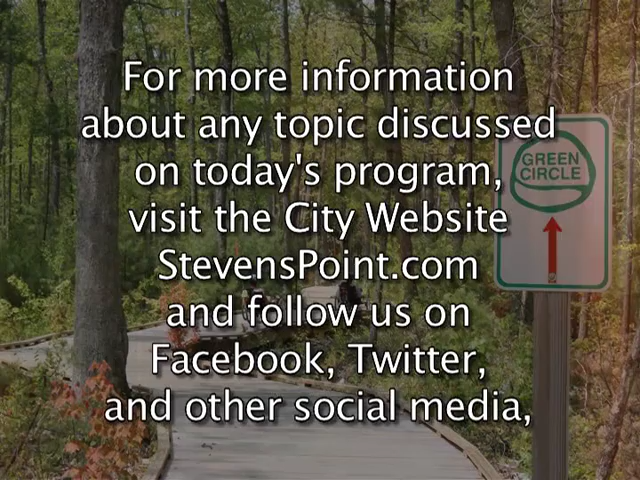 For more information
about any topic discussed
on today's program,
visit the City Website
StevensPoint.com
and follow us on
Facebook, Twitter,
and other social media,
GREEN
CIRCLE